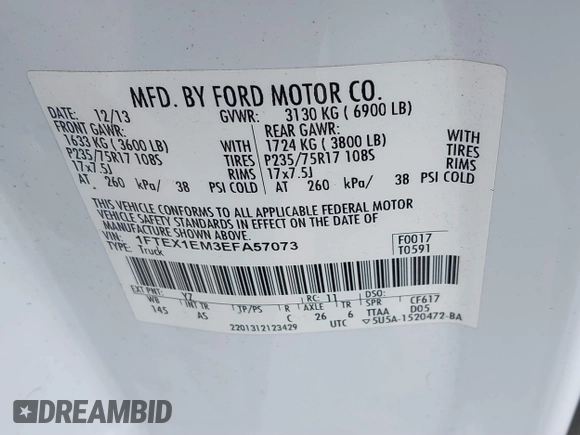 MFD. BY FORD MOTOR CO.
DATE: 12/13 GVWR: 3130 KG ( 6900 LB)
FRONT GAWR: REAR GAWR:
1633 KG ( 3600 LB) WITH 1724 KG ( 3800 LB) WITH
P235/75R17 108S TIRES P235/75R17 108S TIRES
17x7.5J RIMS 17x7.5J RIMS
AT 260 kPa/ 38 PSI COLD AT 260 kPa/ 38 PSI COLD
THIS VEHICLE CONFORMS TO ALL APPLICABLE FEDERAL MOTOR
VEHICLE SAFETY STANDARDS IN EFFECT ON THE DATE OF
MANUFACTURE SHOWN ABOVE.
VIN: 1FTEX1EM3EFA57073 F0017
TYPE: Truck T0591
EXT PNT: YZ RC: 11 DSO:
WB INT TR TP/PS R AXLE TR SPR CF617
145 AS C 26 6 TTAA D05
2201312123429 UTC ▽5U5A-1520472-BA
DREAMBID